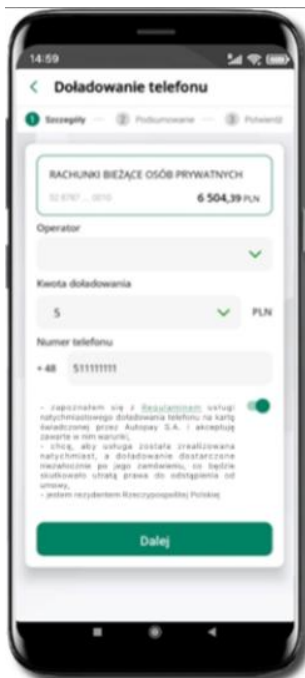 14:59
Doładowanie telefonu
1 Szczegóły 2 Podsumowanie 3 Potwierdź
RACHUNKI BIEŻĄCE OSÓB PRYWATNYCH
6 504,39 PLN
Operator
Kwota doładowania
5 PLN
Numer telefonu
+48 511111111
- zapoznałem się z Regulaminem usługi
natychmiastowego doładowania telefonu na kartę
świadczonej przez Autopay S.A. i akceptuję
zawarte w nim warunki,
- chcę, aby usługa została zrealizowana
natychmiast, a doładowanie dostarczone
niezwłocznie po jego zamówieniu, co będzie
skutkowało utratą prawa do odstąpienia od
umowy,
- jestem rezydentem Rzeczypospolitej Polskiej
Dalej